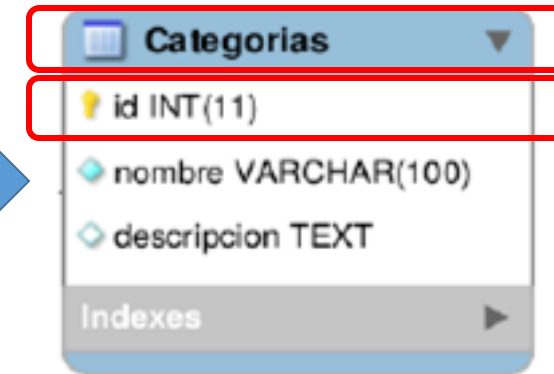 Categorias
id INT(11)
nombre VARCHAR(100)
descripcion TEXT
Indexes